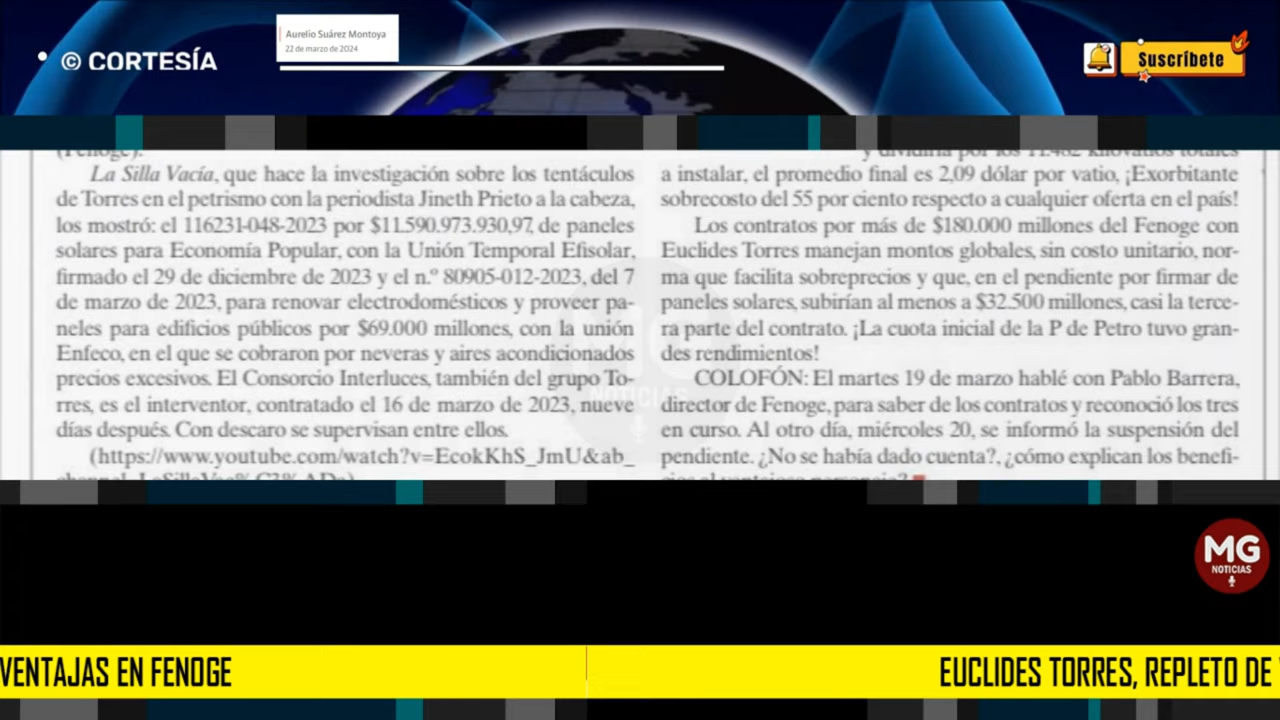 © CORTESÍA
Aurelio Suárez Montoya
22 de marzo de 2024
Suscríbete
(Fenoge).
La Silla Vacía, que hace la investigación sobre los tentáculos
de Torres en el petrismo con la periodista Jineth Prieto a la cabeza,
los mostró: el 116231-048-2023 por $11.590.973.930,97, de paneles
solares para Economía Popular, con la Unión Temporal Efisolar,
firmado el 29 de diciembre de 2023 y el n.º 80905-012-2023, del 7
de marzo de 2023, para renovar electrodomésticos y proveer pa-
neles para edificios públicos por $69.000 millones, con la unión
Enfeco, en el que se cobraron por neveras y aires acondicionados
precios excesivos. El Consorcio Interluces, también del grupo To-
rres, es el interventor, contratado el 16 de marzo de 2023, nueve
días después. Con descaro se supervisan entre ellos.
(https://www.youtube.com/watch?v=EcokKhS_JmU&ab_
y dividirla por los 11.482 kilovatios totales
a instalar, el promedio final es 2,09 dólar por vatio, ¡Exorbitante
sobrecosto del 55 por ciento respecto a cualquier oferta en el país!
Los contratos por más de $180.000 millones del Fenoge con
Euclides Torres manejan montos globales, sin costo unitario, nor-
ma que facilita sobreprecios y que, en el pendiente por firmar de
paneles solares, subirían al menos a $32.500 millones, casi la terce-
ra parte del contrato. ¡La cuota inicial de la P de Petro tuvo gran-
des rendimientos!
COLOFÓN: El martes 19 de marzo hablé con Pablo Barrera,
director de Fenoge, para saber de los contratos y reconoció los tres
en curso. Al otro día, miércoles 20, se informó la suspensión del
pendiente. ¿No se había dado cuenta?, ¿cómo explican los benefi-
MG
NOTICIAS
MG
NOTICIAS
VENTAJAS EN FENOGE
EUCLIDES TORRES, REPLETO DE